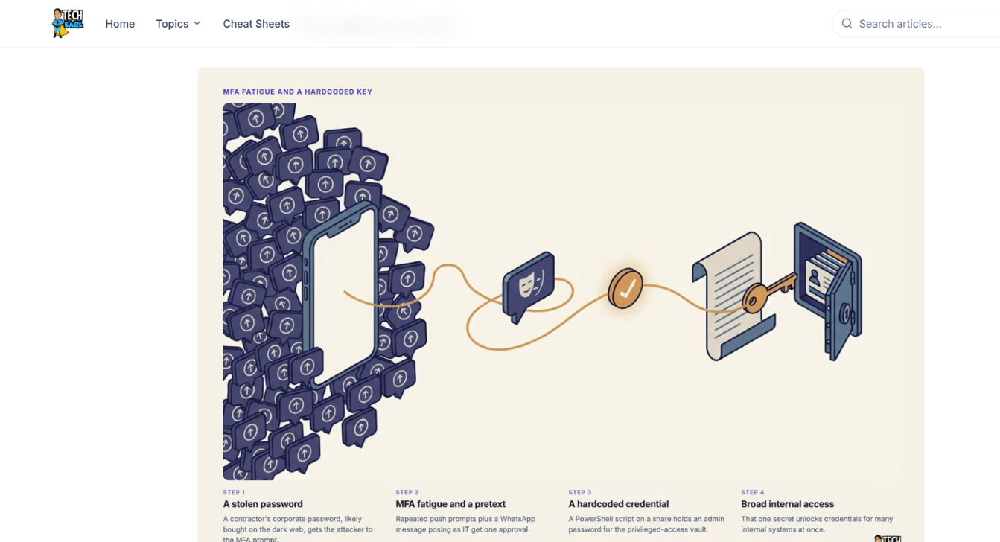 TECH
EARL
Home
Topics
Cheat Sheets
Search articles...
MFA FATIGUE AND A HARDCODED KEY
STEP 1
A stolen password
A contractor's corporate password, likely
bought on the dark web, gets the attacker to
the MFA prompt.
STEP 2
MFA fatigue and a pretext
Repeated push prompts plus a WhatsApp
message posing as IT get one approval.
STEP 3
A hardcoded credential
A PowerShell script on a share holds an admin
password for the privileged-access vault.
STEP 4
Broad internal access
That one secret unlocks credentials for many
internal systems at once.
TECH